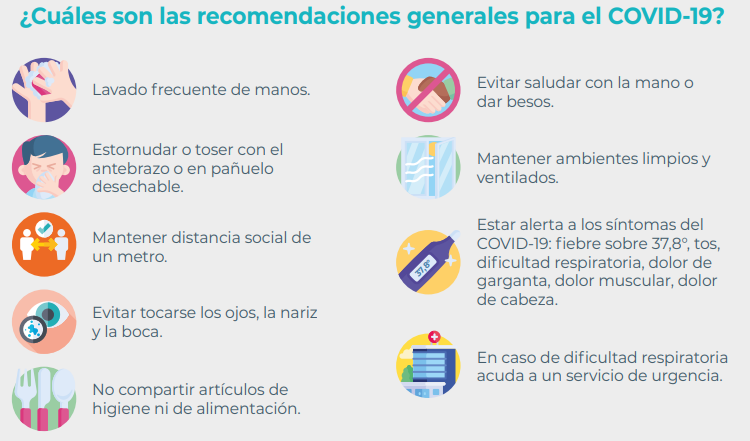 ¿Cuáles son las recomendaciones generales para el COVID-19?
Lavado frecuente de manos.
Estornudar o toser con el
antebrazo o en pañuelo
desechable.
Mantener distancia social de
un metro.
Evitar tocarse los ojos, la nariz
y la boca.
No compartir artículos de
higiene ni de alimentación.
Evitar saludar con la mano o
dar besos.
Mantener ambientes limpios y
ventilados.
37,8°
Estar alerta a los síntomas del
COVID-19: fiebre sobre 37,8°, tos,
dificultad respiratoria, dolor de
garganta, dolor muscular, dolor
de cabeza.
En caso de dificultad respiratoria
acuda a un servicio de urgencia.